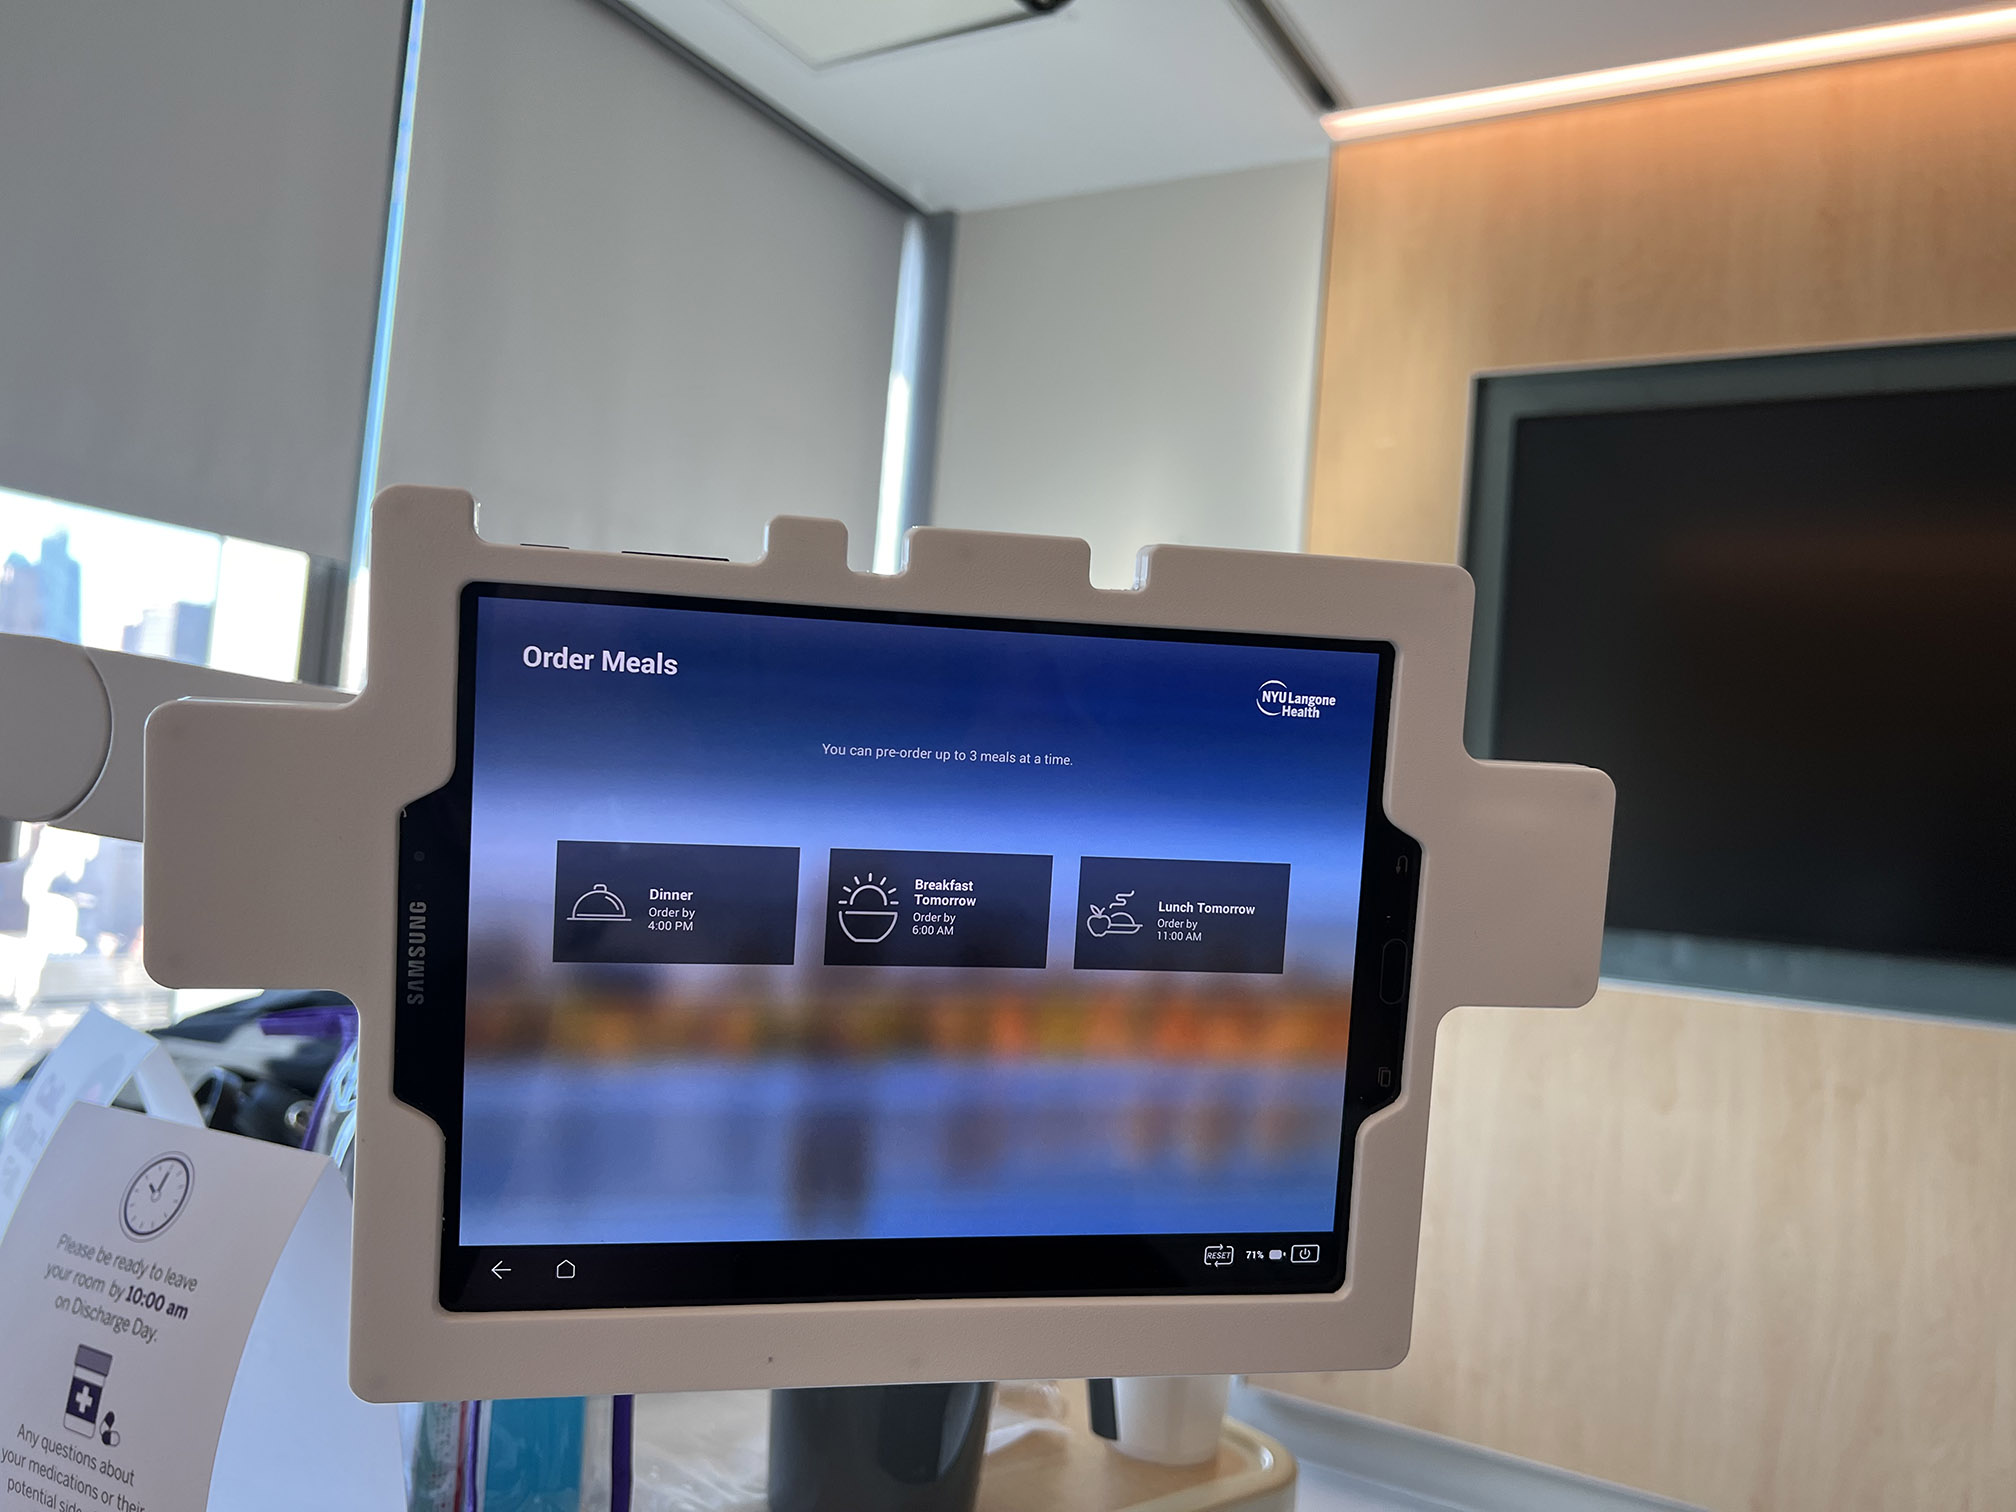 Order Meals
NYU Langone
Health
You can pre-order up to 3 meals at a time.
Dinner
Order by
4:00 PM
Breakfast
Tomorrow
Order by
6:00 AM
Lunch Tomorrow
Order by
11:00 AM
SAMSUNG
RESET
71%
Please be ready to leave
your room by 10:00 am
on Discharge Day.
Any questions about
your medications or their
potential side